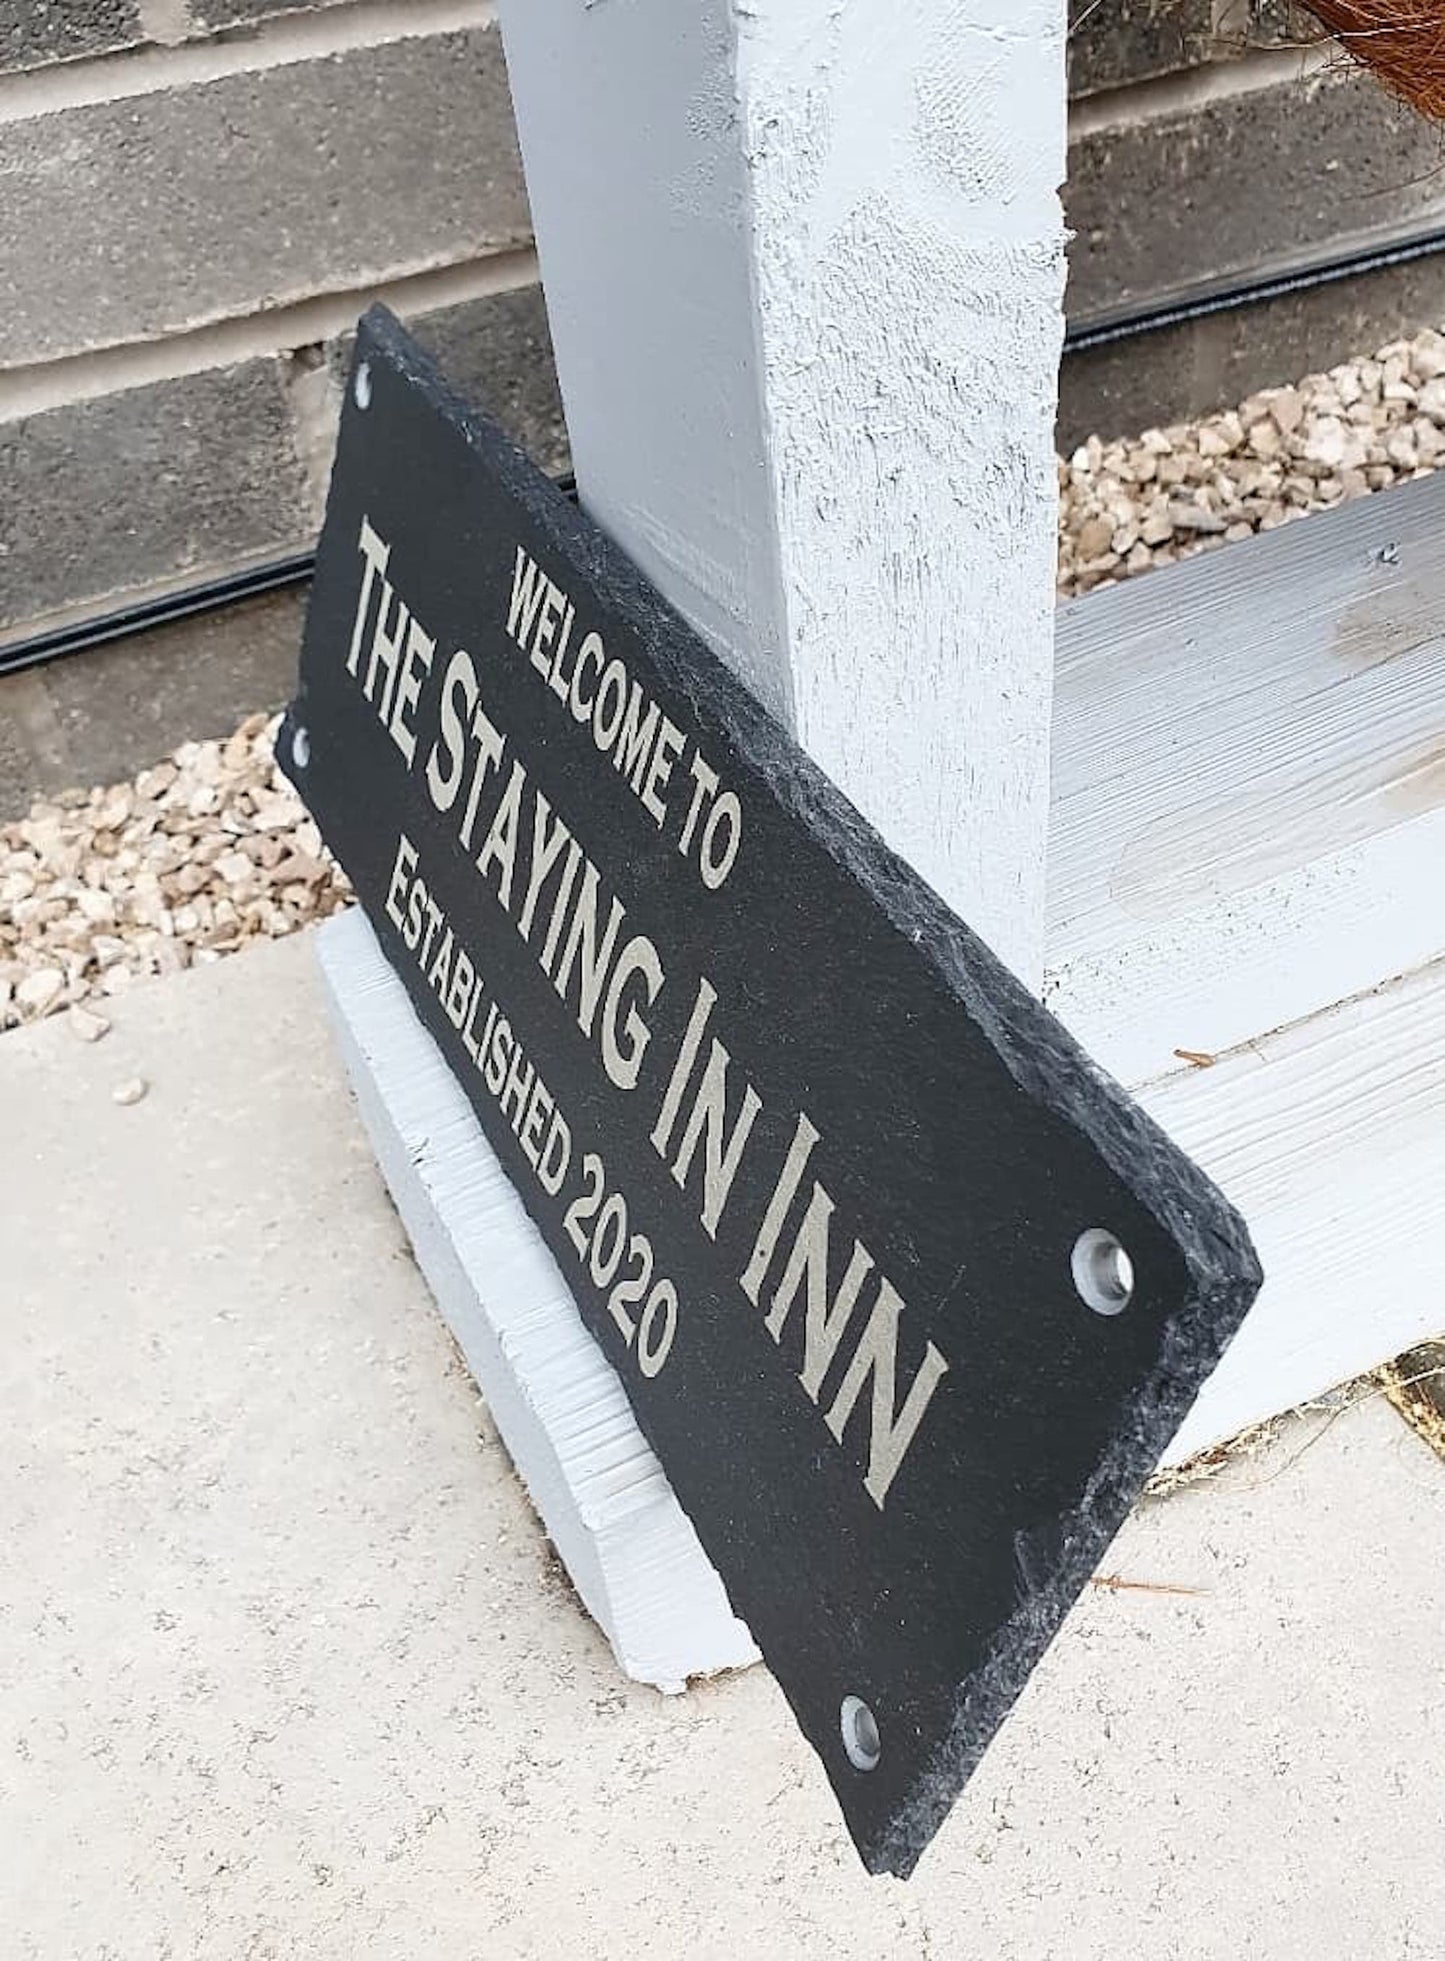 WELCOME TO
THE STAYING IN INN
ESTABLISHED 2020